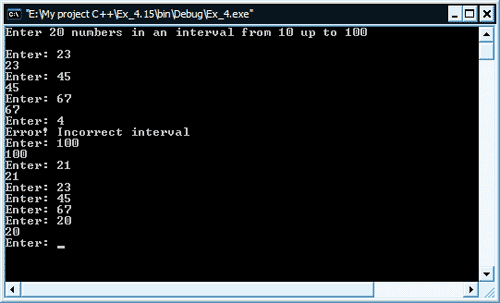 "E:\My project C++\Ex_4.15\bin\Debug\Ex_4.exe"
Enter 20 numbers in an interval from 10 up to 100
Enter: 23
23
Enter: 45
45
Enter: 67
67
Enter: 4
Error! Incorrect interval
Enter: 100
100
Enter: 21
21
Enter: 23
Enter: 45
Enter: 67
Enter: 20
20
Enter: _